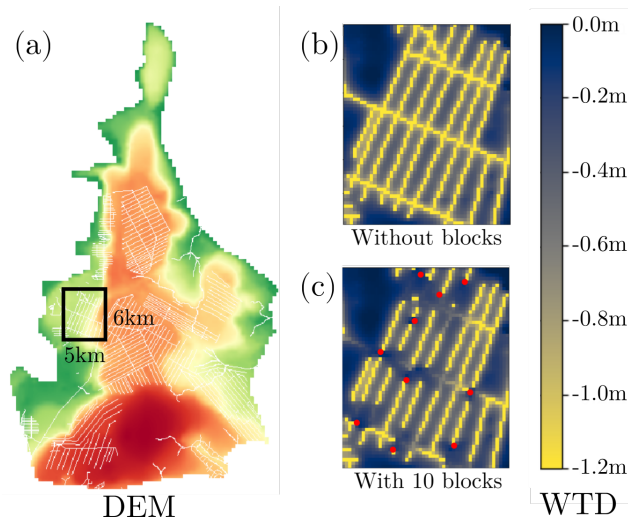 (a)
6km
5km
DEM
(b)
Without blocks
(c)
With 10 blocks
0.0m
-0.2m
-0.4m
-0.6m
-0.8m
-1.0m
-1.2m
WTD